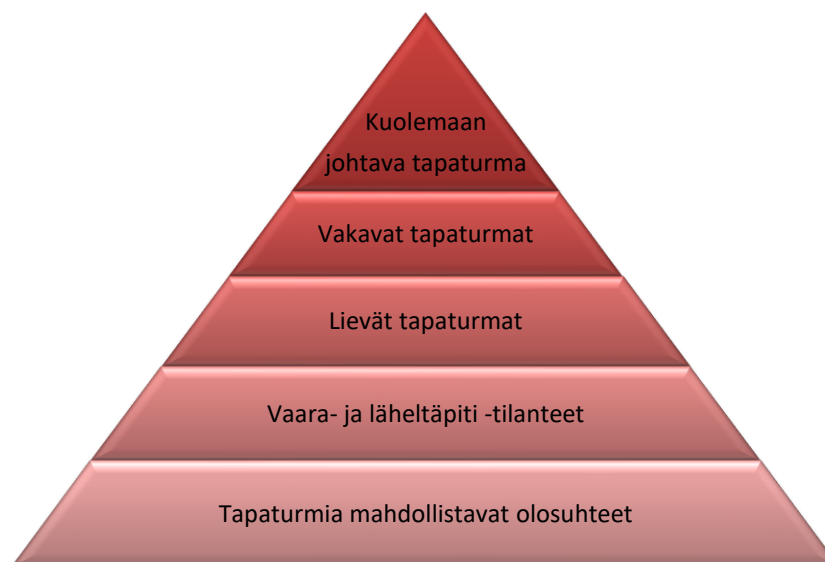 Kuolemaan
johtava tapaturma
Vakavat tapaturmat
Lievät tapaturmat
Vaara- ja läheltäpiti -tilanteet
Tapaturmia mahdollistavat olosuhteet